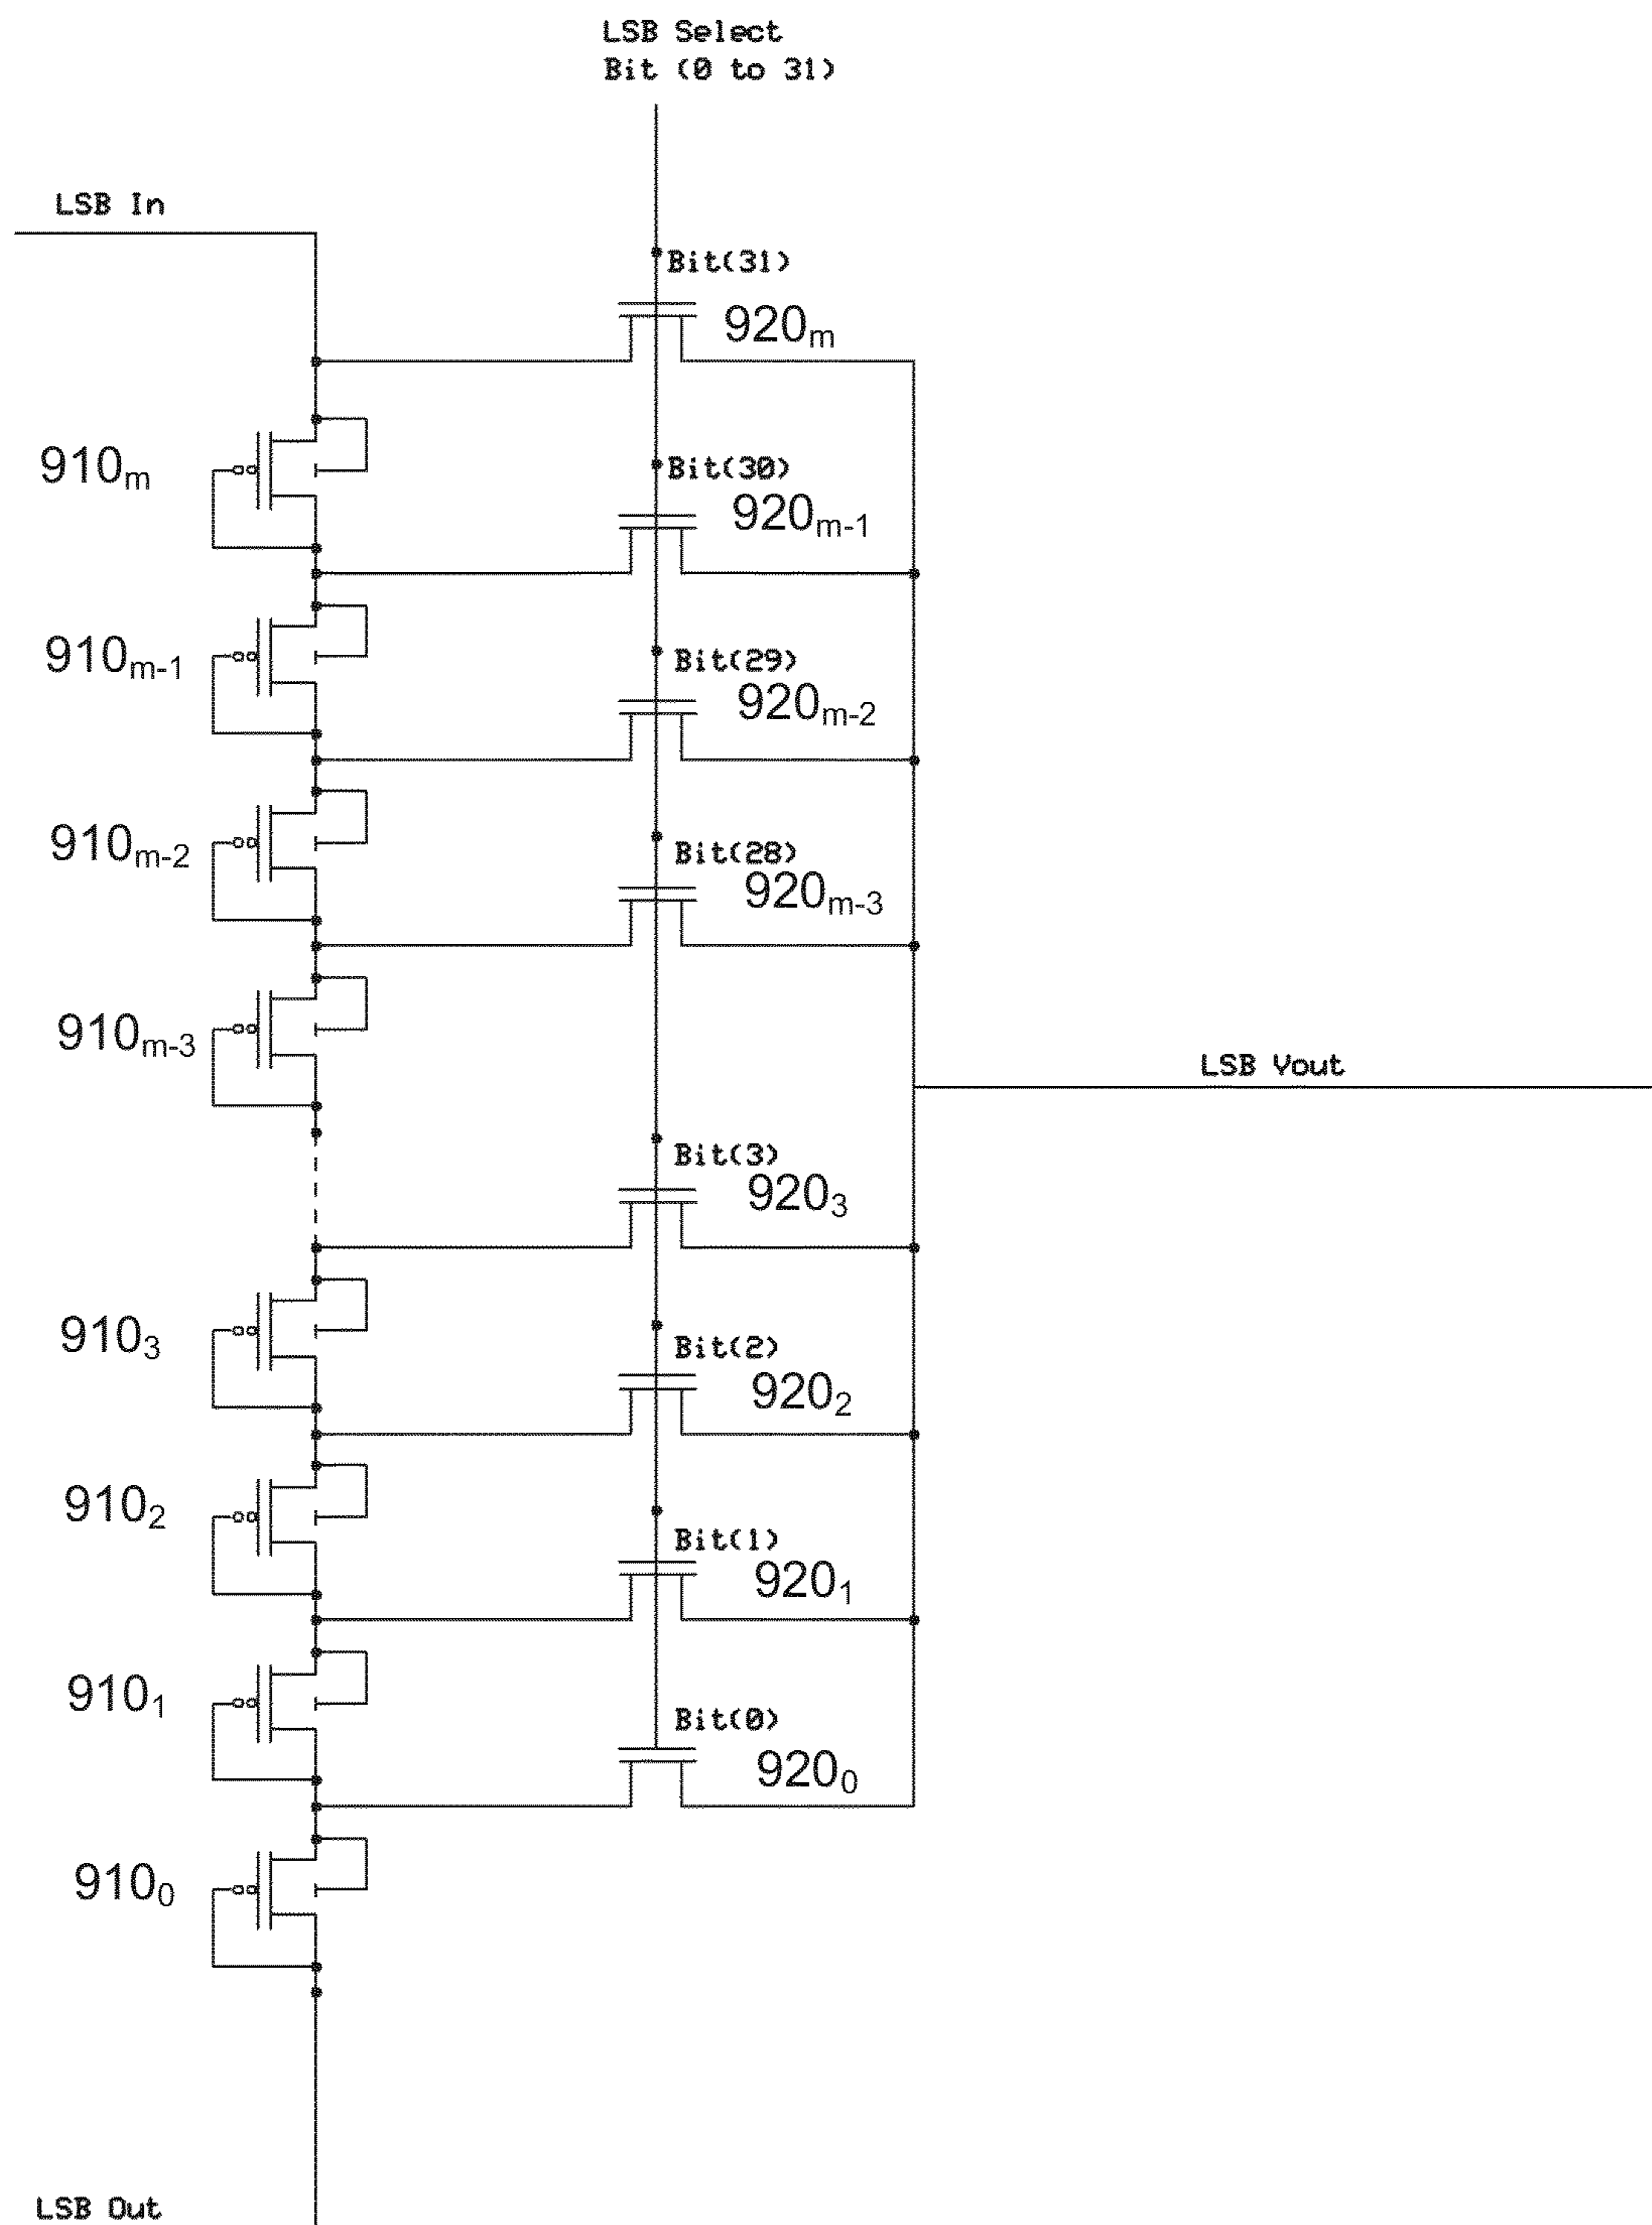 LSB Select
Bit (0 to 31)
LSB In
Bit(31)
920m
910m
Bit(30)
920m-1
910m-1
Bit(29)
920m-2
910m-2
Bit(28)
920m-3
910m-3
LSB Vout
Bit(3)
9203
9103
Bit(2)
9202
9102
Bit(1)
9201
9101
Bit(0)
9200
9100
LSB Out